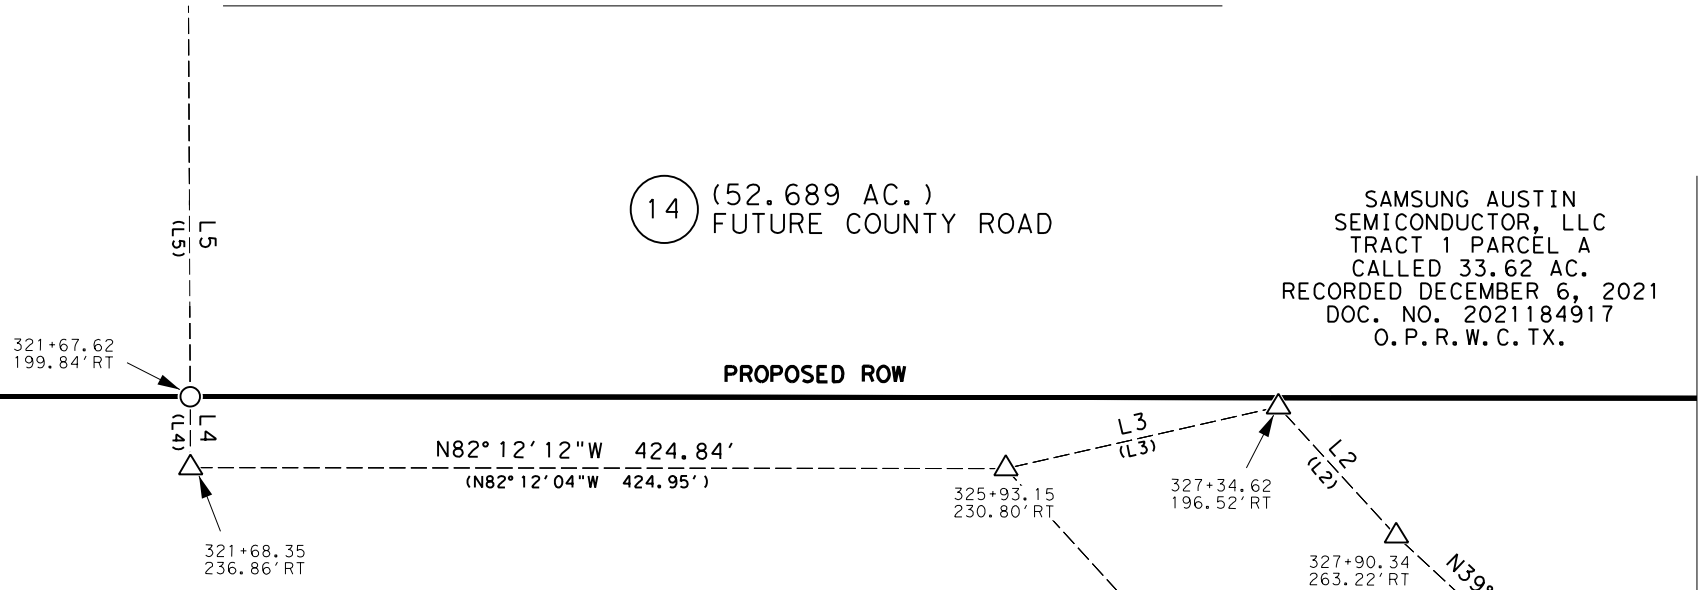 14
(52.689 AC.)
FUTURE COUNTY ROAD
SAMSUNG AUSTIN
SEMICONDUCTOR, LLC
TRACT 1 PARCEL A
CALLED 33.62 AC.
RECORDED DECEMBER 6, 2021
DOC. NO. 2021184917
O.P.R.W.C.TX.
L5
(L5)
321+67.62
199.84'RT
PROPOSED ROW
L4
(L4)
N82°12'12"W 424.84'
(N82°12'04"W 424.95')
L3
(L3)
L2
(L2)
325+93.15
230.80'RT
327+34.62
196.52'RT
321+68.35
236.86'RT
327+90.34
263.22'RT
N39°